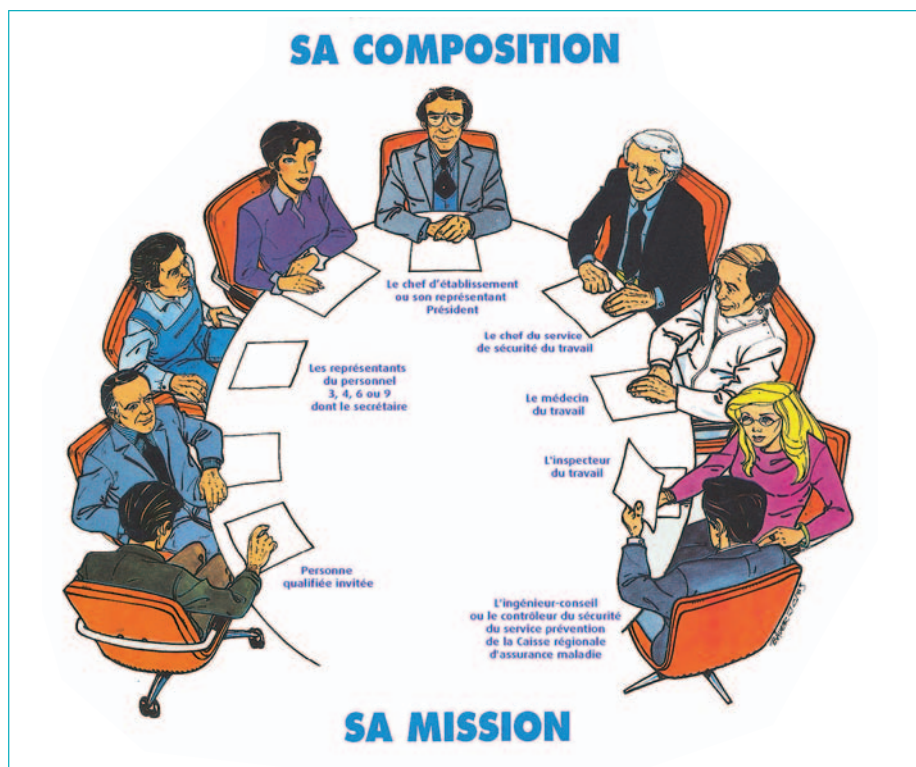 SA COMPOSITION
Le chef d'établissement
ou son représentant
Président
Le chef du service
de sécurité du travail
Les représentants
du personnel
3, 4, 6 ou 9
dont le secrétaire
Le médecin
du travail
L'inspecteur
du travail
Personne
qualifiée invitée
L'ingénieur-conseil
ou le contrôleur du sécurité
du service prévention
de la Caisse régionale
d'assurance maladie
SA MISSION